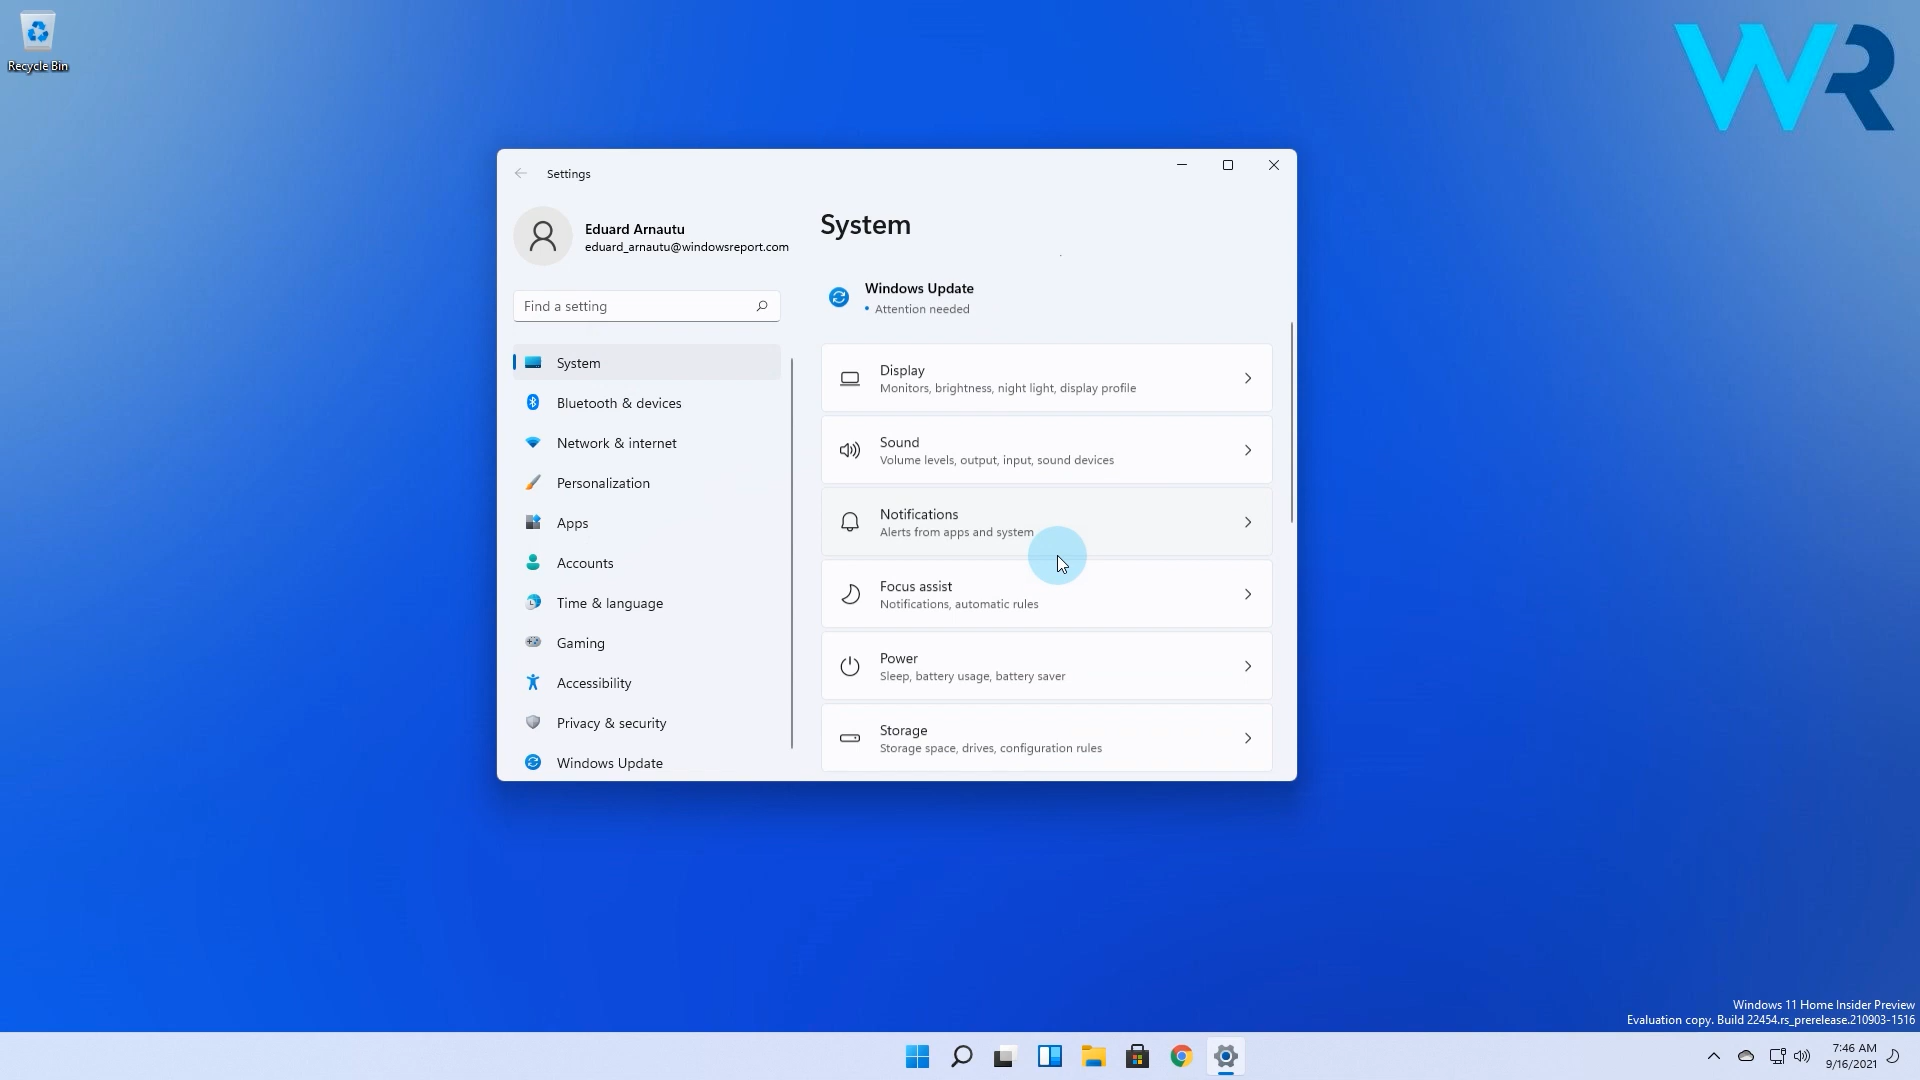 Recycle Bin
WR
Settings
Eduard Arnautu
eduard_arnautu@windowsreport.com
Find a setting
System
Bluetooth & devices
Network & internet
Personalization
Apps
Accounts
Time & language
Gaming
Accessibility
Privacy & security
Windows Update
System
Windows Update
Attention needed
Display
Monitors, brightness, night light, display profile
Sound
Volume levels, output, input, sound devices
Notifications
Alerts from apps and system
Focus assist
Notifications, automatic rules
Power
Sleep, battery usage, battery saver
Storage
Storage space, drives, configuration rules
Windows 11 Home Insider Preview
Evaluation copy. Build 22454.rs_prerelease.210903-1516
7:46 AM
9/16/2021